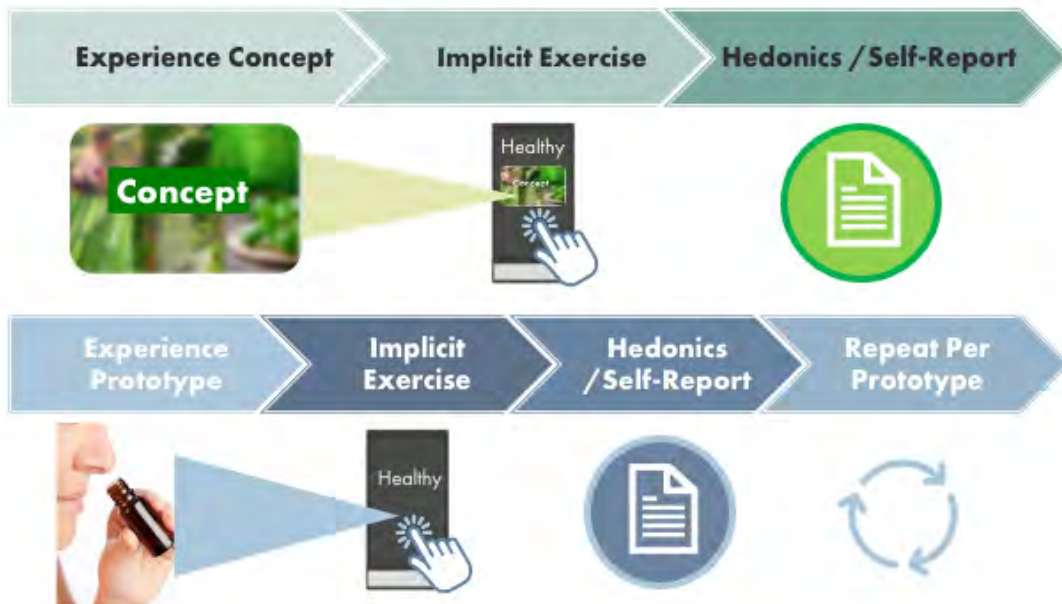 Experience Concept
Implicit Exercise
Hedonics /Self-Report
Concept
Healthy
Concept
Experience
Prototype
Implicit
Exercise
Hedonics
/Self-Report
Repeat Per
Prototype
Healthy